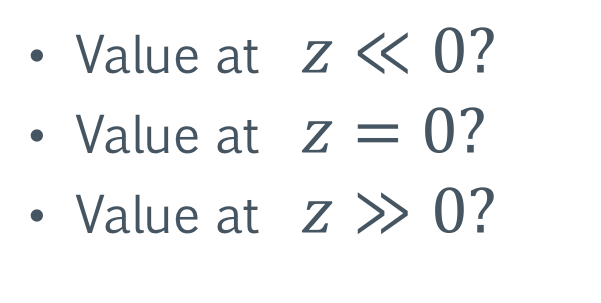 • Value at z ≪ 0?
• Value at z = 0?
• Value at z ≫ 0?